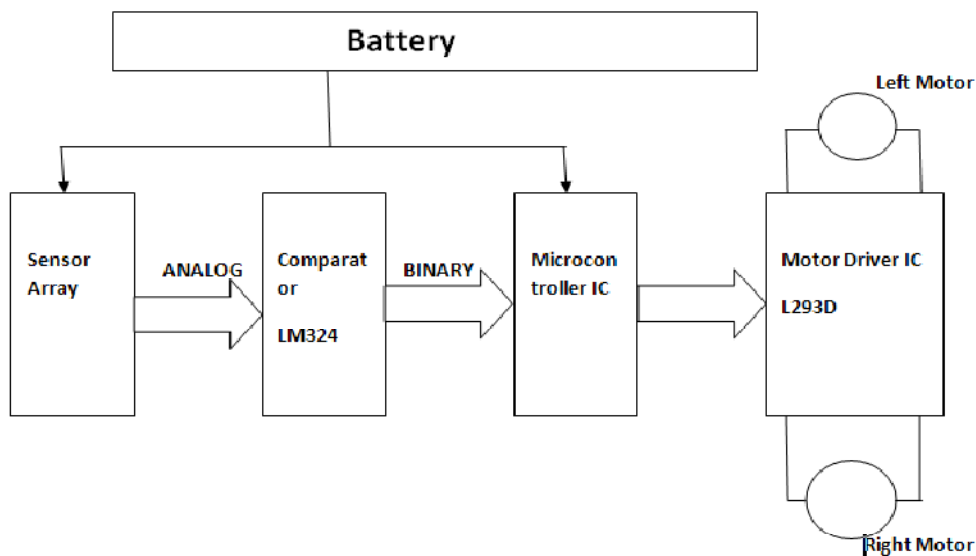 Battery
Left Motor
Sensor
Array
ANALOG
Comparat
or
LM324
BINARY
Microcon
troller IC
Motor Driver IC
L293D
Right Motor